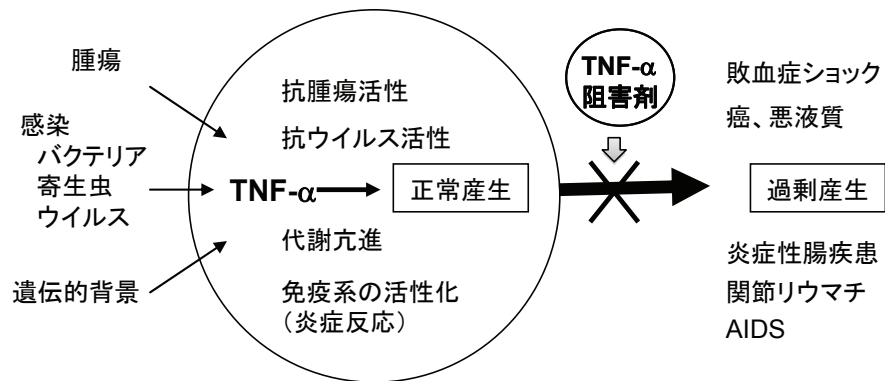 腫瘍
感染
バクテリア
寄生虫
ウイルス
遺伝的背景
抗腫瘍活性
抗ウイルス活性
TNF-α
正常産生
代謝亢進
免疫系の活性化
（炎症反応）
TNF-α
阻害剤
敗血症ショック
癌、悪液質
過剰産生
炎症性腸疾患
関節リウマチ
AIDS